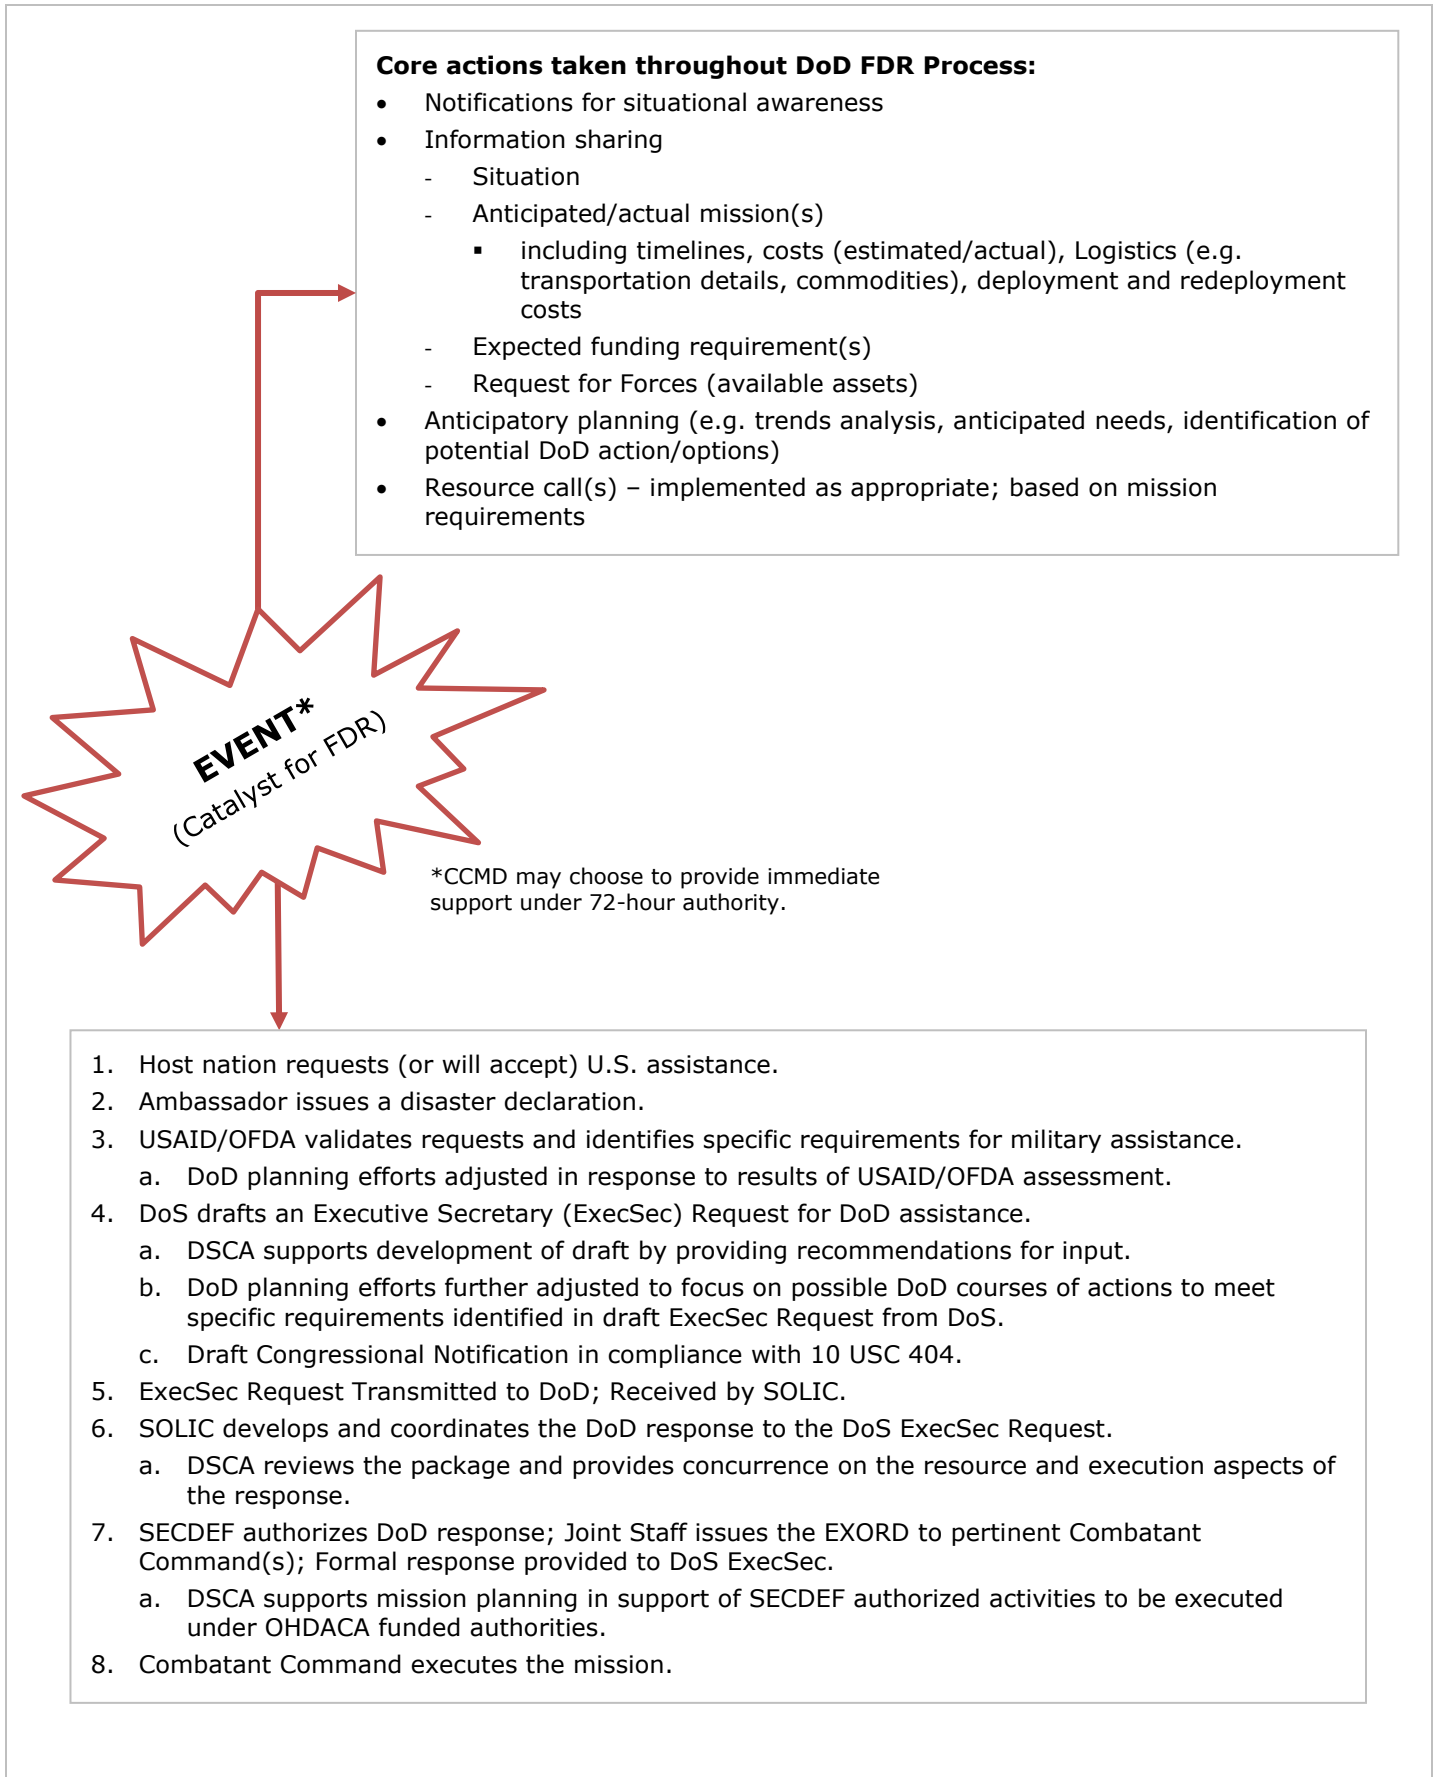 Core actions taken throughout DoD FDR Process:
• Notifications for situational awareness
• Information sharing
- Situation
- Anticipated/actual mission(s)
▪ including timelines, costs (estimated/actual), Logistics (e.g.
transportation details, commodities), deployment and redeployment
costs
- Expected funding requirement(s)
- Request for Forces (available assets)
• Anticipatory planning (e.g. trends analysis, anticipated needs, identification of
potential DoD action/options)
• Resource call(s) – implemented as appropriate; based on mission
requirements
EVENT*
(Catalyst for FDR)
*CCMD may choose to provide immediate
support under 72-hour authority.
1. Host nation requests (or will accept) U.S. assistance.
2. Ambassador issues a disaster declaration.
3. USAID/OFDA validates requests and identifies specific requirements for military assistance.
a. DoD planning efforts adjusted in response to results of USAID/OFDA assessment.
4. DoS drafts an Executive Secretary (ExecSec) Request for DoD assistance.
a. DSCA supports development of draft by providing recommendations for input.
b. DoD planning efforts further adjusted to focus on possible DoD courses of actions to meet
specific requirements identified in draft ExecSec Request from DoS.
c. Draft Congressional Notification in compliance with 10 USC 404.
5. ExecSec Request Transmitted to DoD; Received by SOLIC.
6. SOLIC develops and coordinates the DoD response to the DoS ExecSec Request.
a. DSCA reviews the package and provides concurrence on the resource and execution aspects of
the response.
7. SECDEF authorizes DoD response; Joint Staff issues the EXORD to pertinent Combatant
Command(s); Formal response provided to DoS ExecSec.
a. DSCA supports mission planning in support of SECDEF authorized activities to be executed
under OHDACA funded authorities.
8. Combatant Command executes the mission.